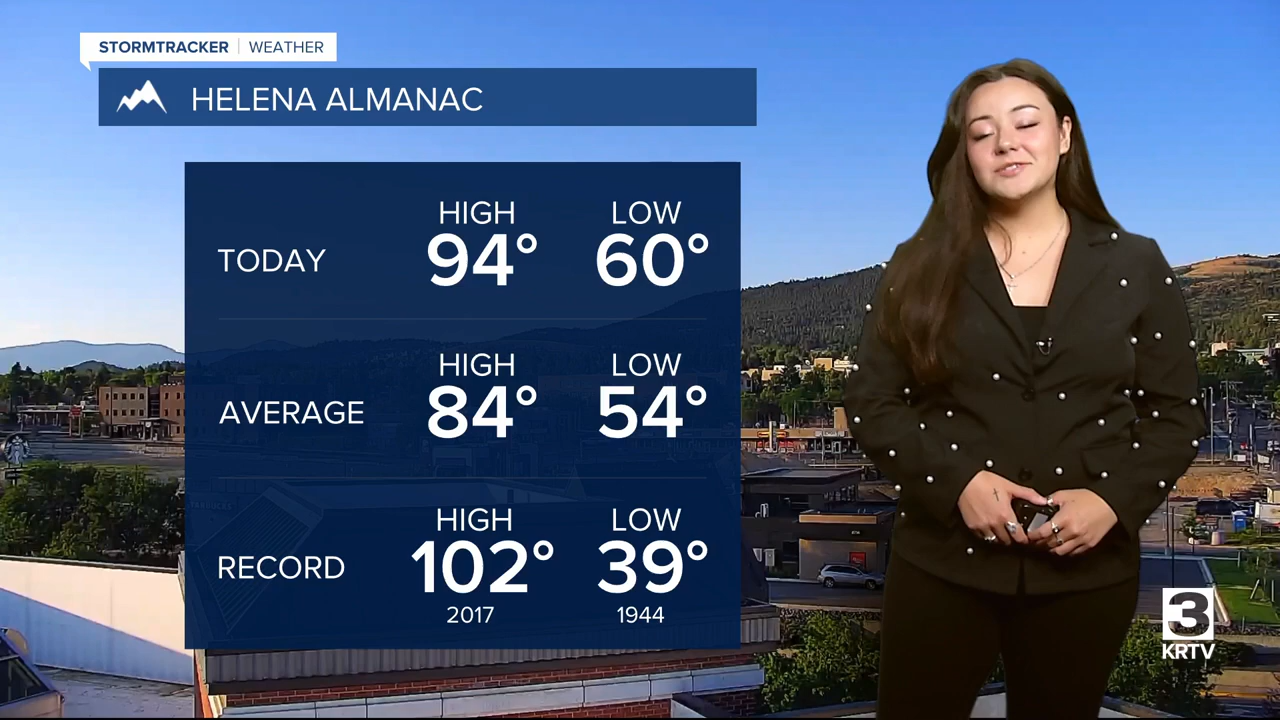 STORMTRACKER | WEATHER
HELENA ALMANAC
HIGH LOW
TODAY 94° 60°
HIGH LOW
AVERAGE 84° 54°
HIGH LOW
RECORD 102° 39°
2017 1944
3
KRTV